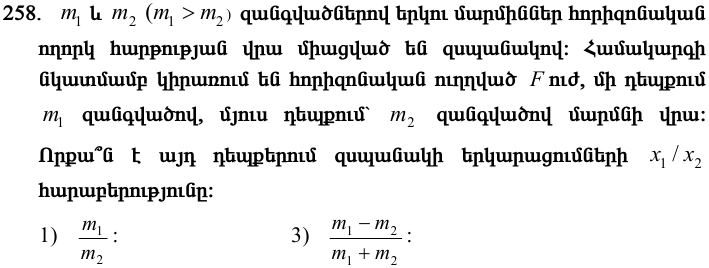 258. m₁ և m₂ (m₁ > m₂) զանգվածներով երկու մարմիններ հորիզոնական
ողորկ հարթության վրա միացված են զսպանակով: Համակարգի
նկատմամբ կիրառում են հորիզոնական ուղղված F ուժ, մի դեպքում
m₁ զանգվածով, մյուս դեպքում՝ m₂ զանգվածով մարմնի վրա:
Որքա՞ն է այդ դեպքերում զսպանակի երկարացումների x₁ / x₂
հարաբերությունը:
1) m₁/m₂ : 3) (m₁ − m₂)/(m₁ + m₂) :